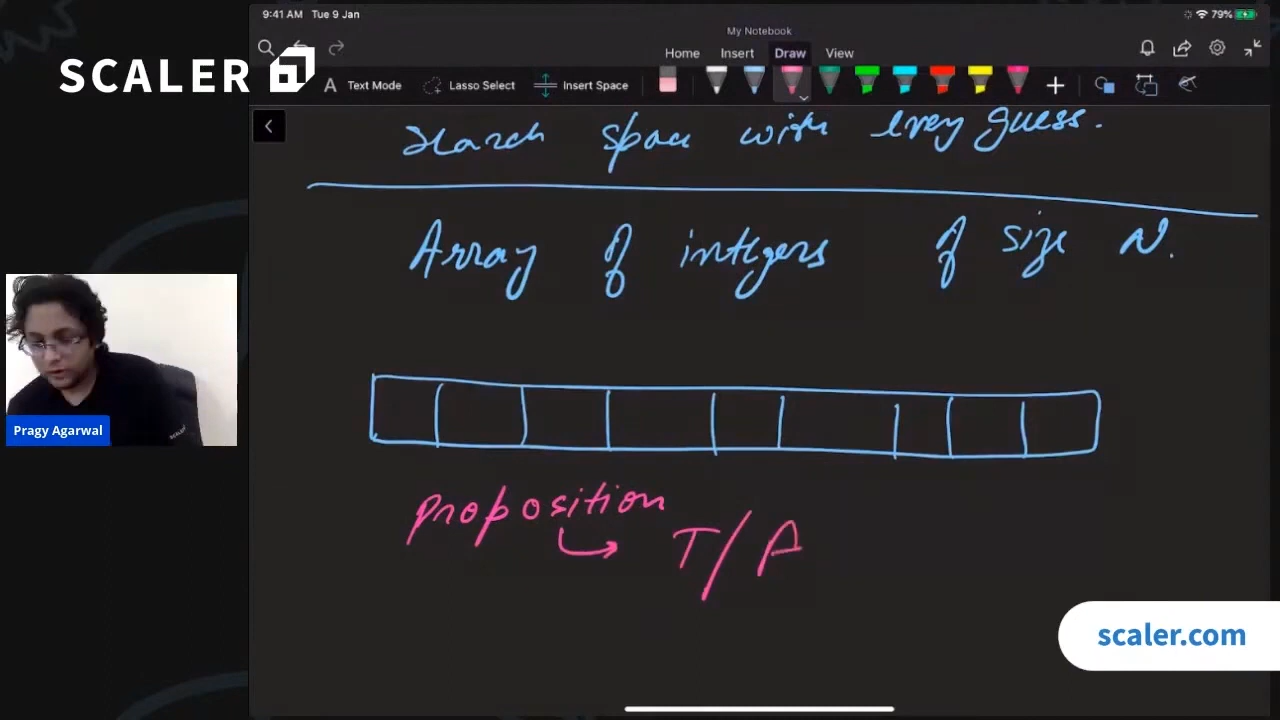 9:41 AM Tue 9 Jan
79%
My Notebook
Home Insert Draw View
SCALER
A Text Mode Lasso Select Insert Space
search space with every guess.
Array of integers of size N.
Pragy Agarwal
proposition
T/F
scaler.com